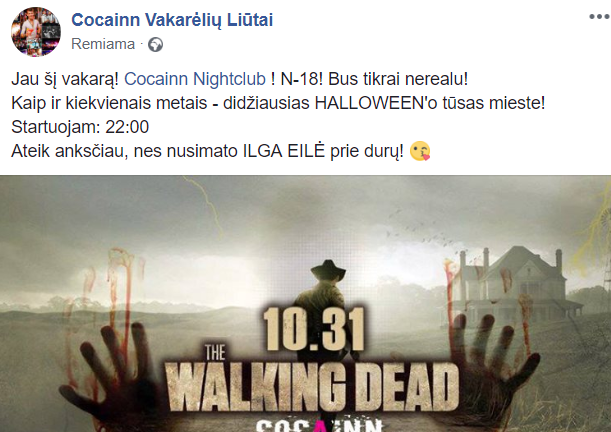 Cocainn Vakarėlių Liūtai
Remiama ·
Jau šį vakarą! Cocainn Nightclub ! N-18! Bus tikrai nerealu!
Kaip ir kiekvienais metais - didžiausias HALLOWEEN'o tūsas mieste!
Startuojam: 22:00
Ateik anksčiau, nes nusimato ILGA EILĖ prie durų!
10.31
THE
WALKING DEAD
COCAINN